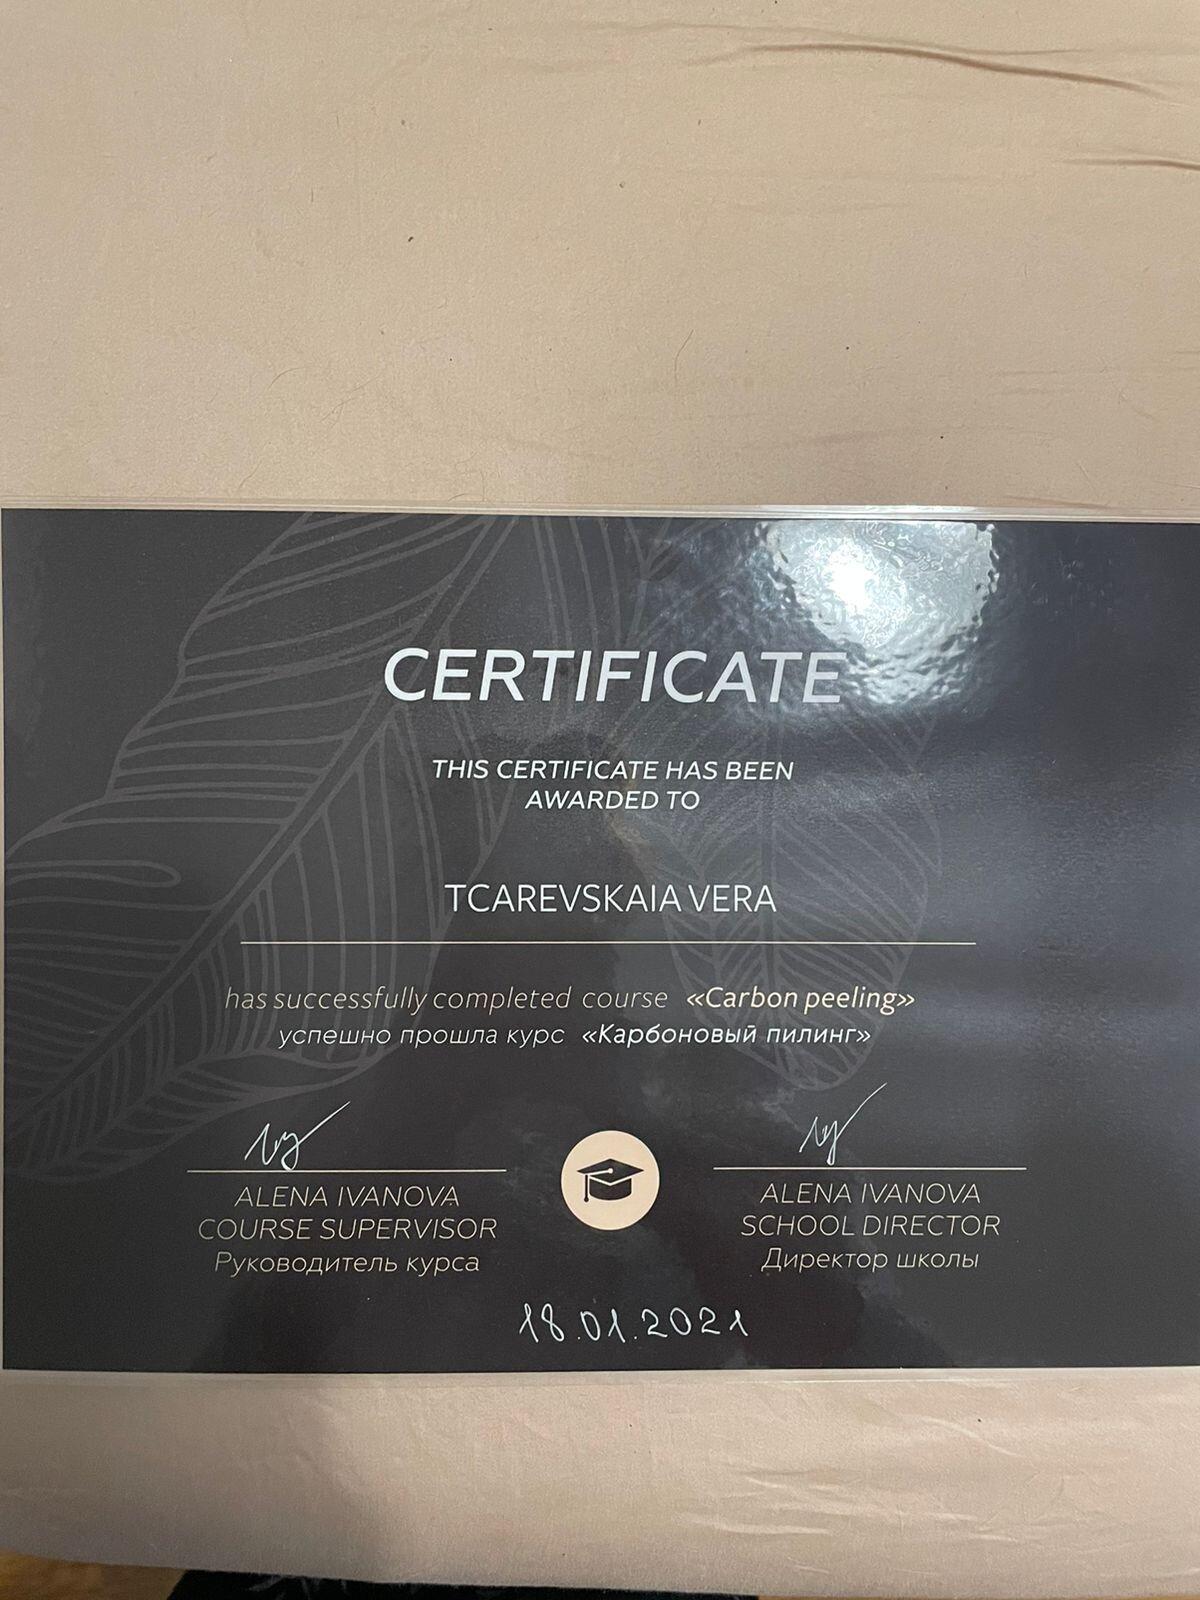 CERTIFICATE
THIS CERTIFICATE HAS BEEN
AWARDED TO
TCAREVSKAIA VERA
has successfully completed course «Carbon peeling»
успешно прошла курс «Карбоновый пилинг»
ALENA IVANOVA
COURSE SUPERVISOR
Руководитель курса
ALENA IVANOVA
SCHOOL DIRECTOR
Директор школы
18.01.2021